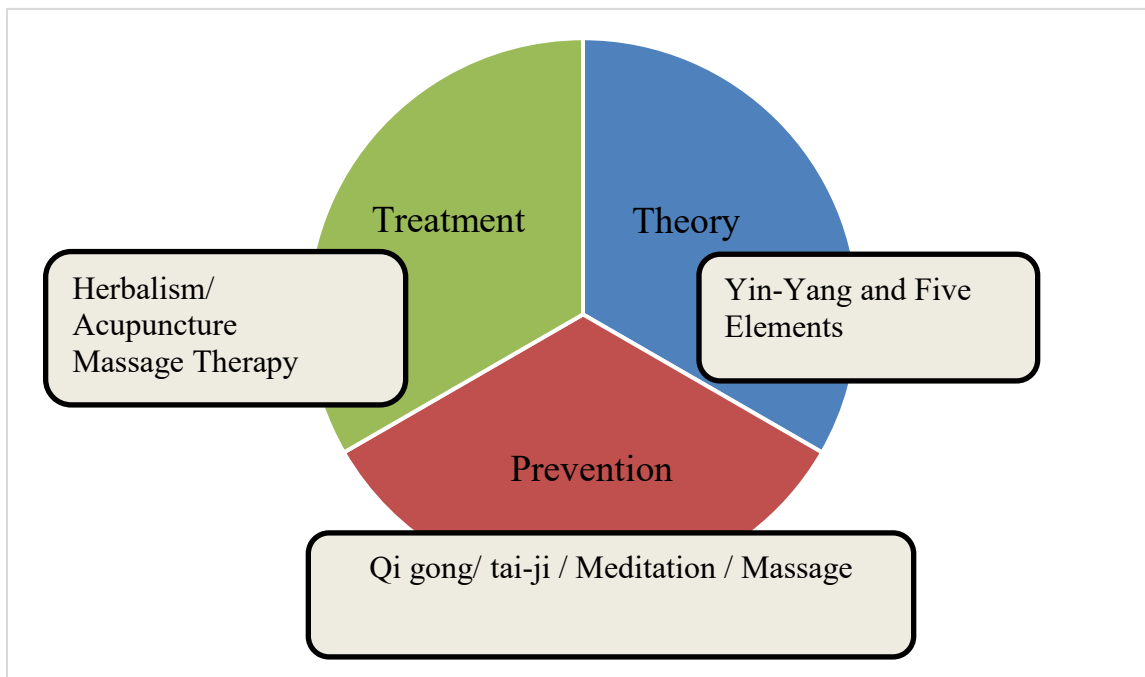 Treatment
Theory
Herbalism/
Acupuncture
Massage Therapy
Yin-Yang and Five
Elements
Prevention
Qi gong/ tai-ji / Meditation / Massage